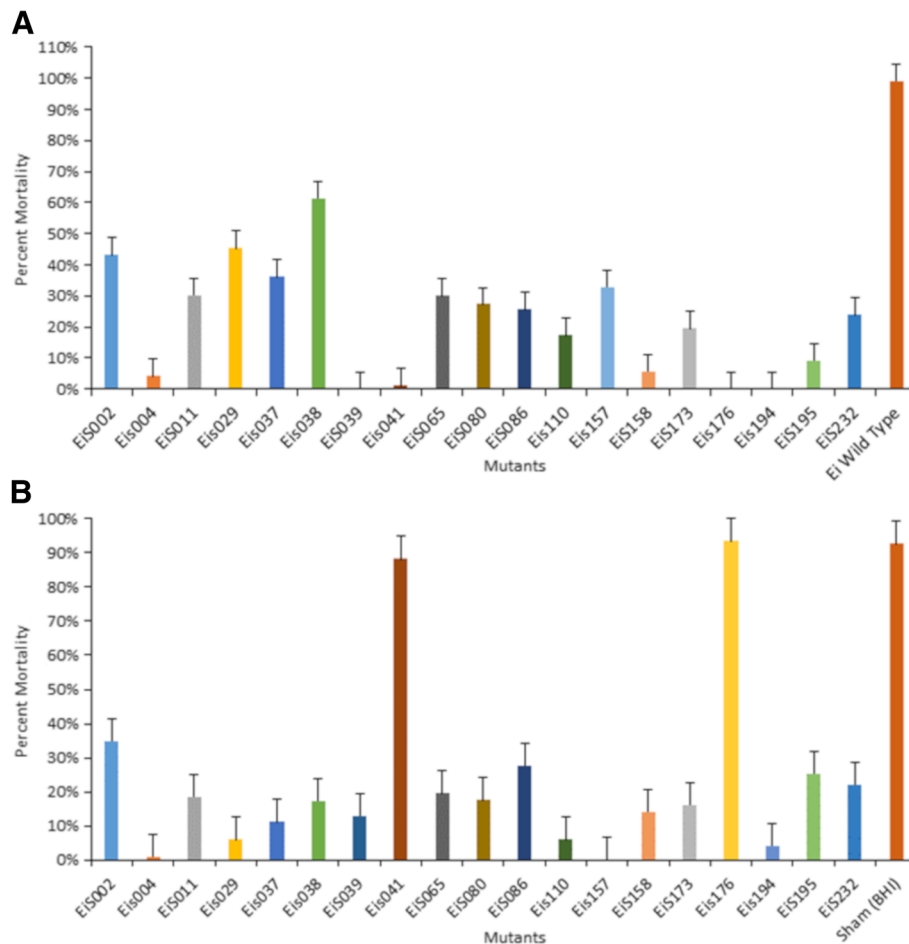 A
110%
100%
90%
80%
70%
60%
50%
40%
30%
20%
10%
0%
Percent Mortality
EiS002
Eis004
EiS011
Eis029
Eis037
Eis038
EiS039
Eis041
EiS065
EiS080
EiS086
Eis110
Eis157
EiS158
EiS173
Eis176
Eis194
EiS195
EiS232
Ei Wild Type
Mutants
B
100%
90%
80%
70%
60%
50%
40%
30%
20%
10%
0%
Percent Mortality
EiS002
Eis004
EiS011
Eis029
Eis037
Eis038
EiS039
Eis041
EiS065
EiS080
EiS086
Eis110
Eis157
EiS158
EiS173
Eis176
Eis194
EiS195
EiS232
Sham (BHI)
Mutants